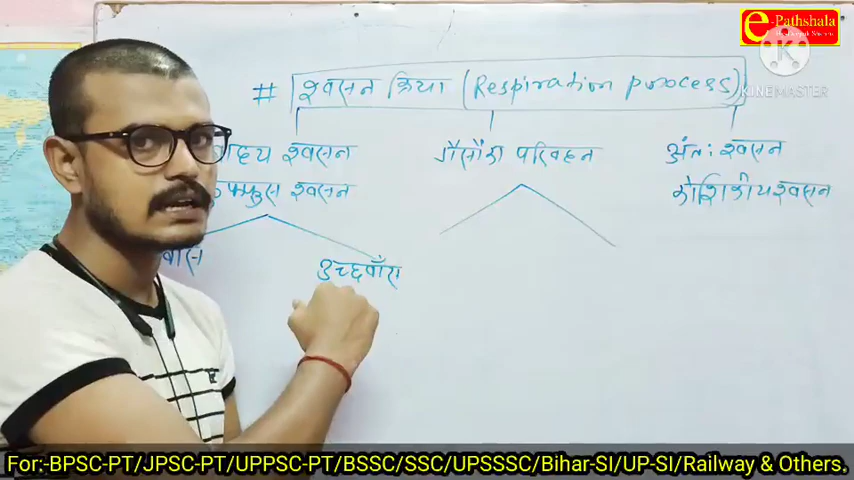 e-Pathshala
KINEMASTER
# श्वसन क्रिया (Respiration process)
श्वसन
गैसों का परिवहन
अंतः श्वसन
श्वसन
कोशिकीय श्वसन
उच्छवाँस
For:-BPSC-PT/JPSC-PT/UPPSC-PT/BSSC/SSC/UPSSSC/Bihar-SI/UP-SI/Railway & Others.